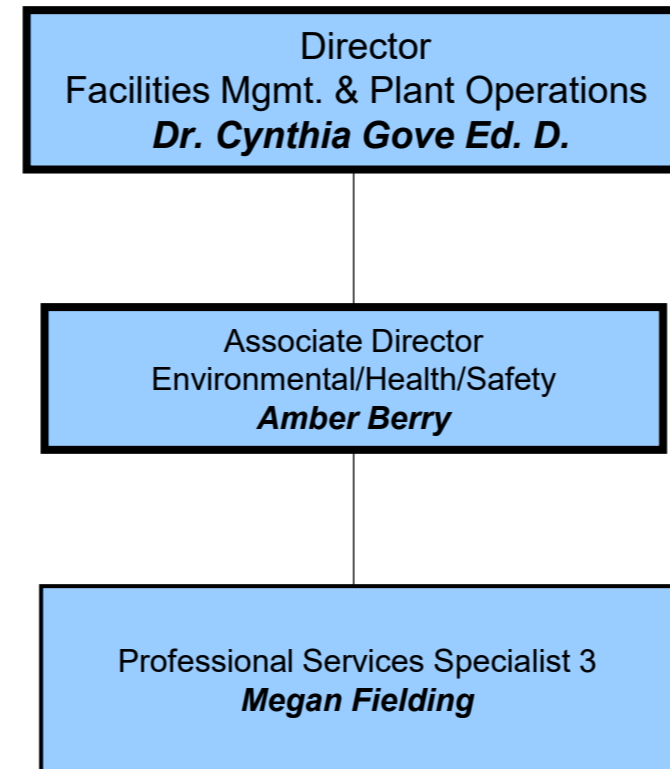 Director
Facilities Mgmt. & Plant Operations
Dr. Cynthia Gove Ed. D.
Associate Director
Environmental/Health/Safety
Amber Berry
Professional Services Specialist 3
Megan Fielding